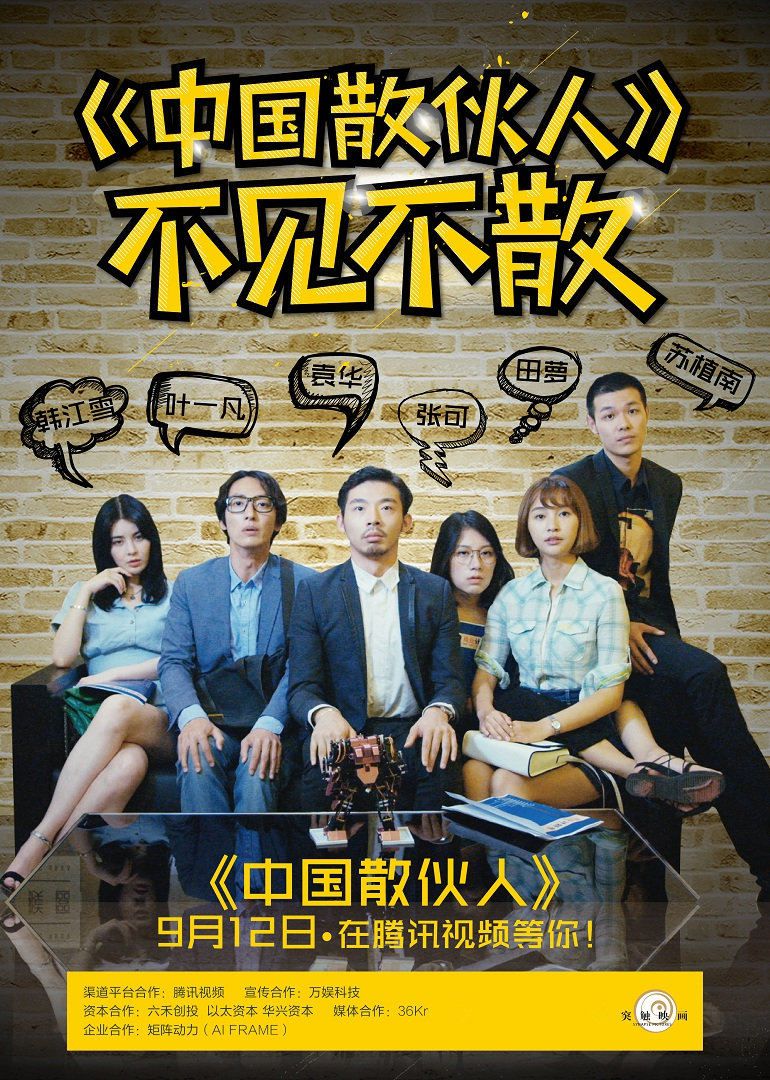 《中国散伙人》
不见不散
韩江雪
叶一凡
袁华
张可
田夢
苏植南
《中国散伙人》
9月12日·在腾讯视频等你！
渠道平台合作：腾讯视频 宣传合作：万娱科技
资本合作：六禾创投 以太资本 华兴资本 媒体合作：36Kr
企业合作：矩阵动力（AI FRAME）
突触映画
SYNAPSE PICTURES